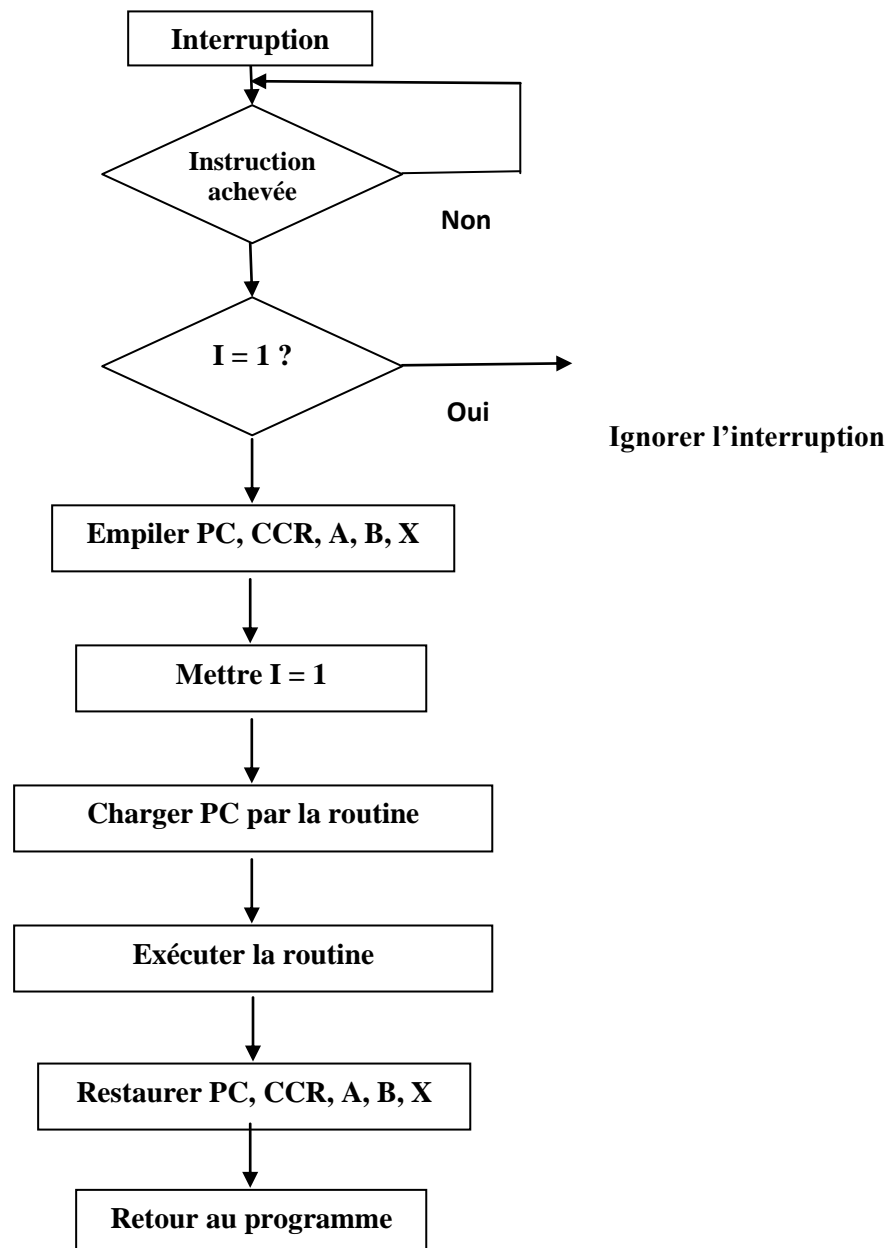 Interruption
Instruction
achevée
Non
I = 1 ?
Oui
Ignorer l’interruption
Empiler PC, CCR, A, B, X
Mettre I = 1
Charger PC par la routine
Exécuter la routine
Restaurer PC, CCR, A, B, X
Retour au programme